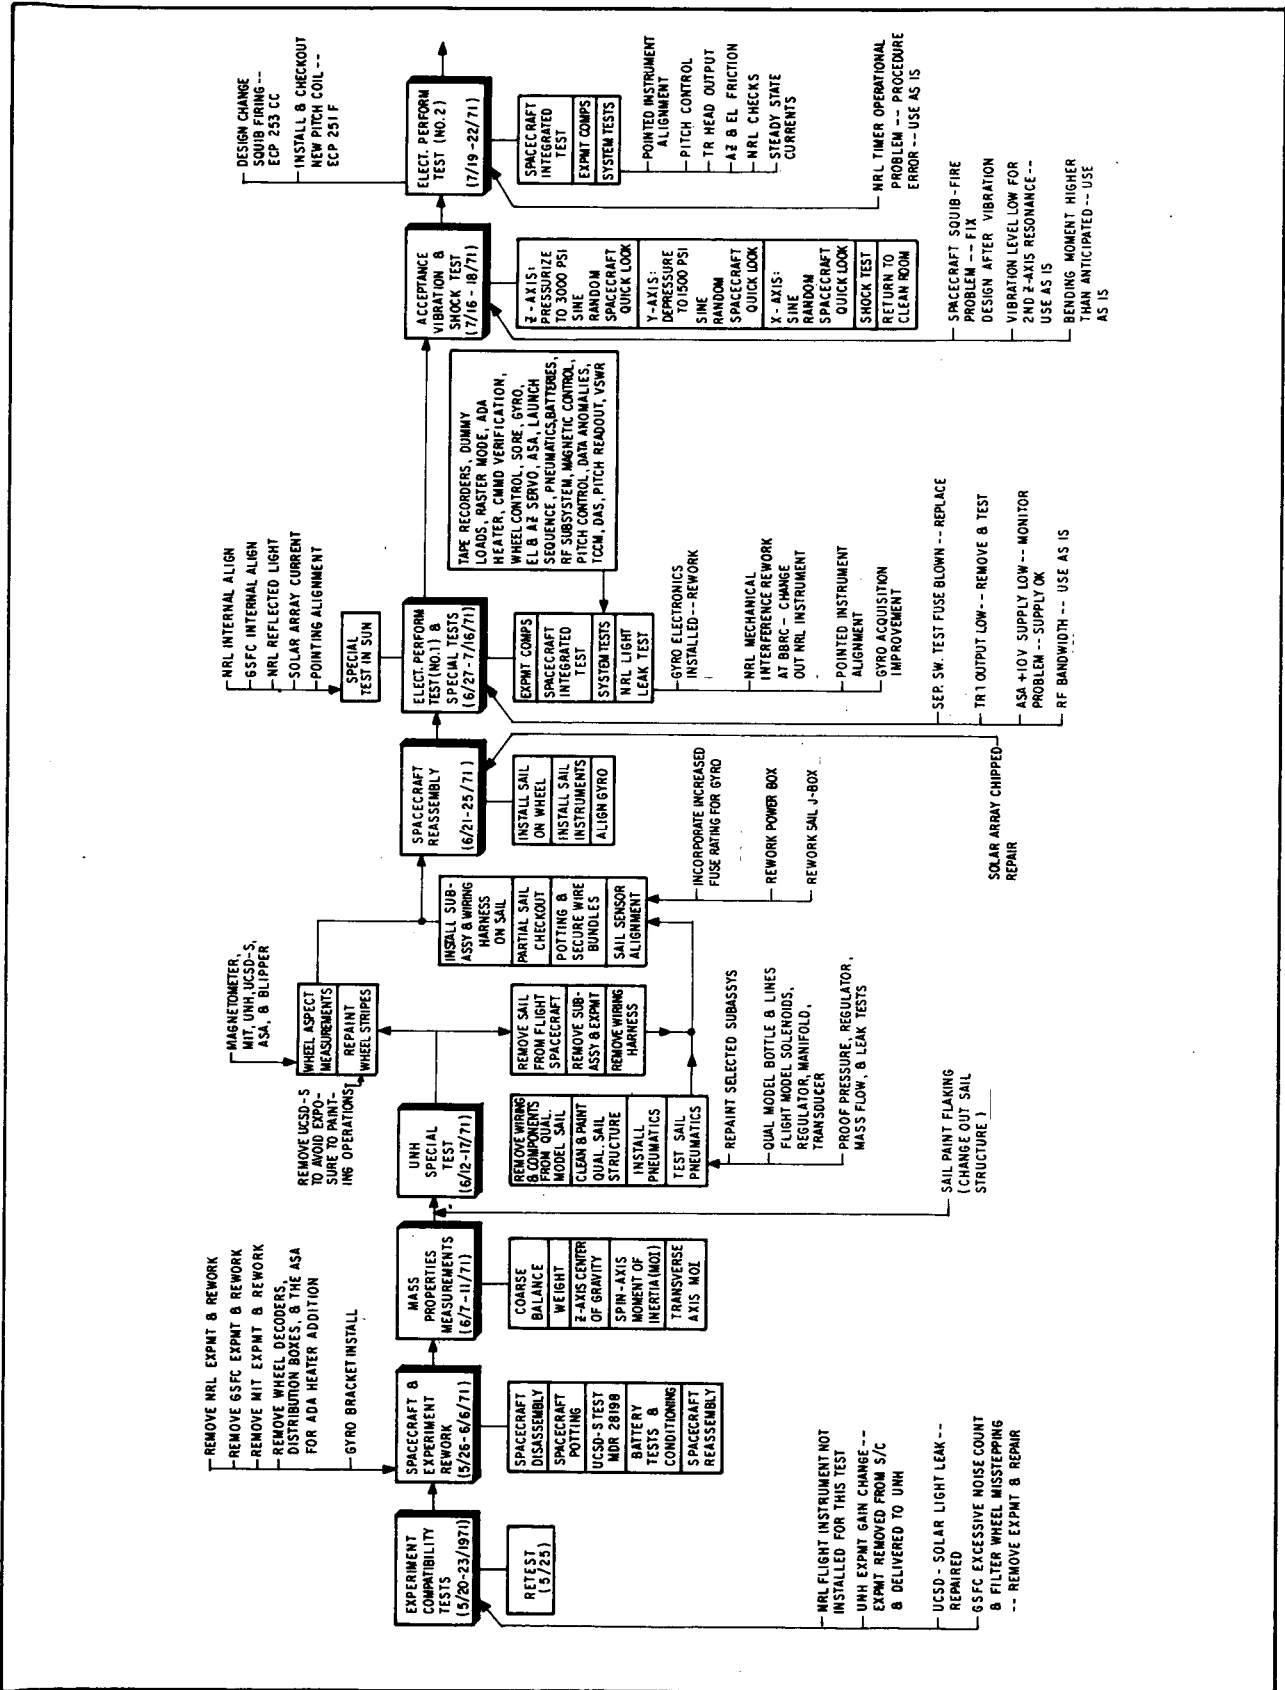 REMOVE NRL EXPMT & REWORK
REMOVE GSFC EXPMT & REWORK
REMOVE MIT EXPMT & REWORK
REMOVE WHEEL DECODERS,
DISTRIBUTION BOXES, & THE ASA
FOR ADA HEATER ADDITION
GYRO BRACKET INSTALL
EXPERIMENT
COMPATIBILITY
TESTS
(5/20-23/1971)
RETEST
(5/25)
NRL FLIGHT INSTRUMENT NOT
INSTALLED FOR THIS TEST
UNH EXPMT GAIN CHANGE--
EXPMT REMOVED FROM S/C
& DELIVERED TO UNH
UCSD-SOLAR LIGHT LEAK--
REPAIRED
GSFC EXCESSIVE NOISE COUNT
& FILTER WHEEL MISSTEPPING
-- REMOVE EXPMT & REPAIR
SPACECRAFT &
EXPERIMENT
REWORK
(5/26-6/6/71)
SPACECRAFT
DISASSEMBLY
SPACECRAFT
POTTING
UCSD-S TEST
MDR 28198
BATTERY
TESTS &
CONDITIONING
SPACECRAFT
REASSEMBLY
MASS
PROPERTIES
MEASUREMENTS
(6/7-11/71)
COARSE
BALANCE
WEIGHT
Z-AXIS CENTER
OF GRAVITY
SPIN-AXIS
MOMENT OF
INERTIA (MOI)
TRANSVERSE
AXIS MOI
SAIL PAINT FLAKING
(CHANGE OUT SAIL
STRUCTURE)
UNH
SPECIAL
TEST
(6/12-17/71)
REMOVE UCSD-S
TO AVOID EXPO-
SURE TO PAINT-
ING OPERATIONS
MAGNETOMETER,
MIT, UNH, UCSD-S,
ASA, & BLIPPER
WHEEL ASPECT
MEASUREMENTS
REPAINT
WHEEL STRIPES
REMOVE WIRING
& COMPONENTS
FROM QUAL.
MODEL SAIL
CLEAN & PAINT
QUAL. SAIL
STRUCTURE
INSTALL
PNEUMATICS
TEST SAIL
PNEUMATICS
REPAINT SELECTED SUBASSYS
QUAL MODEL BOTTLE & LINES
FLIGHT MODEL SOLENOIDS,
REGULATOR, MANIFOLD,
TRANSDUCER
PROOF PRESSURE, REGULATOR,
MASS FLOW, & LEAK TESTS
REMOVE SAIL
FROM FLIGHT
SPACECRAFT
REMOVE SUB-
ASSY & EXPMT
REMOVE WIRING
HARNESS
INSTALL SUB-
ASSY & WIRING
HARNESS
ON SAIL
PARTIAL SAIL
CHECKOUT
POTTING &
SECURE WIRE
BUNDLES
SAIL SENSOR
ALIGNMENT
INCORPORATE INCREASED
FUSE RATING FOR GYRO
REWORK POWER BOX
REWORK SAIL J-BOX
SPACECRAFT
REASSEMBLY
(6/21-25/71)
INSTALL SAIL
ON WHEEL
INSTALL SAIL
INSTRUMENTS
ALIGN GYRO
SOLAR ARRAY CHIPPED
REPAIR
NRL INTERNAL ALIGN
GSFC INTERNAL ALIGN
NRL REFLECTED LIGHT
SOLAR ARRAY CURRENT
POINTING ALIGNMENT
SPECIAL
TEST IN SUN
ELECT. PERFORM
TEST (NO.1) &
SPECIAL TESTS
(6/27-7/16/71)
EXPMT COMPS
SPACECRAFT
INTEGRATED
TEST
SYSTEM TESTS
NRL LIGHT
LEAK TEST
TAPE RECORDERS, DUMMY
LOADS, RASTER MODE, ADA
HEATER, CMMD VERIFICATION,
WHEEL CONTROL, SORE, GYRO,
EL & AZ SERVO, ASA, LAUNCH
SEQUENCE, PNEUMATICS, BATTERIES,
RF SUBSYSTEM, MAGNETIC CONTROL,
PITCH CONTROL, DATA ANOMALIES,
TCCM, DAS, PITCH READOUT, VSWR
GYRO ELECTRONICS
INSTALLED--REWORK
NRL MECHANICAL
INTERFERENCE REWORK
AT BBRC-- CHANGE
OUT NRL INSTRUMENT
POINTED INSTRUMENT
ALIGNMENT
GYRO ACQUISITION
IMPROVEMENT
SEP. SW. TEST FUSE BLOWN--REPLACE
TR 1 OUTPUT LOW--REMOVE & TEST
ASA +10V SUPPLY LOW--MONITOR
PROBLEM--SUPPLY OK
RF BANDWIDTH--USE AS IS
ACCEPTANCE
VIBRATION &
SHOCK TEST
(7/16-18/71)
Z-AXIS:
PRESSURIZE
TO 3000 PSI
SINE
RANDOM
SPACECRAFT
QUICK LOOK
Y-AXIS:
DEPRESSURE
TO 1500 PSI
SINE
RANDOM
SPACECRAFT
QUICK LOOK
X-AXIS:
SINE
RANDOM
SPACECRAFT
QUICK LOOK
SHOCK TEST
RETURN TO
CLEAN ROOM
SPACECRAFT SQUIB-FIRE
PROBLEM -- FIX
DESIGN AFTER VIBRATION
VIBRATION LEVEL LOW FOR
2ND Z-AXIS RESONANCE--
USE AS IS
BENDING MOMENT HIGHER
THAN ANTICIPATED--USE
AS IS
DESIGN CHANGE
SQUIB FIRING--
ECP 253 CC
INSTALL & CHECKOUT
NEW PITCH COIL--
ECP 251 F
ELECT. PERFORM
TEST (NO.2)
(7/19-22/71)
SPACECRAFT
INTEGRATED
TEST
EXPMT COMPS
SYSTEM TESTS
POINTED INSTRUMENT
ALIGNMENT
PITCH CONTROL
TR HEAD OUTPUT
AZ & EL FRICTION
NRL CHECKS
STEADY STATE
CURRENTS
NRL TIMER OPERATIONAL
PROBLEM -- PROCEDURE
ERROR--USE AS IS